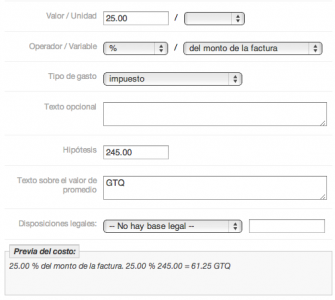 Valor / Unidad 25.00 /
Operador / Variable % / del monto de la factura
Tipo de gasto impuesto
Texto opcional
Hipótesis 245.00
Texto sobre el valor de promedio GTQ
Disposiciones legales: -- No hay base legal --
Previa del costo:
25.00 % del monto de la factura. 25.00 % 245.00 = 61.25 GTQ